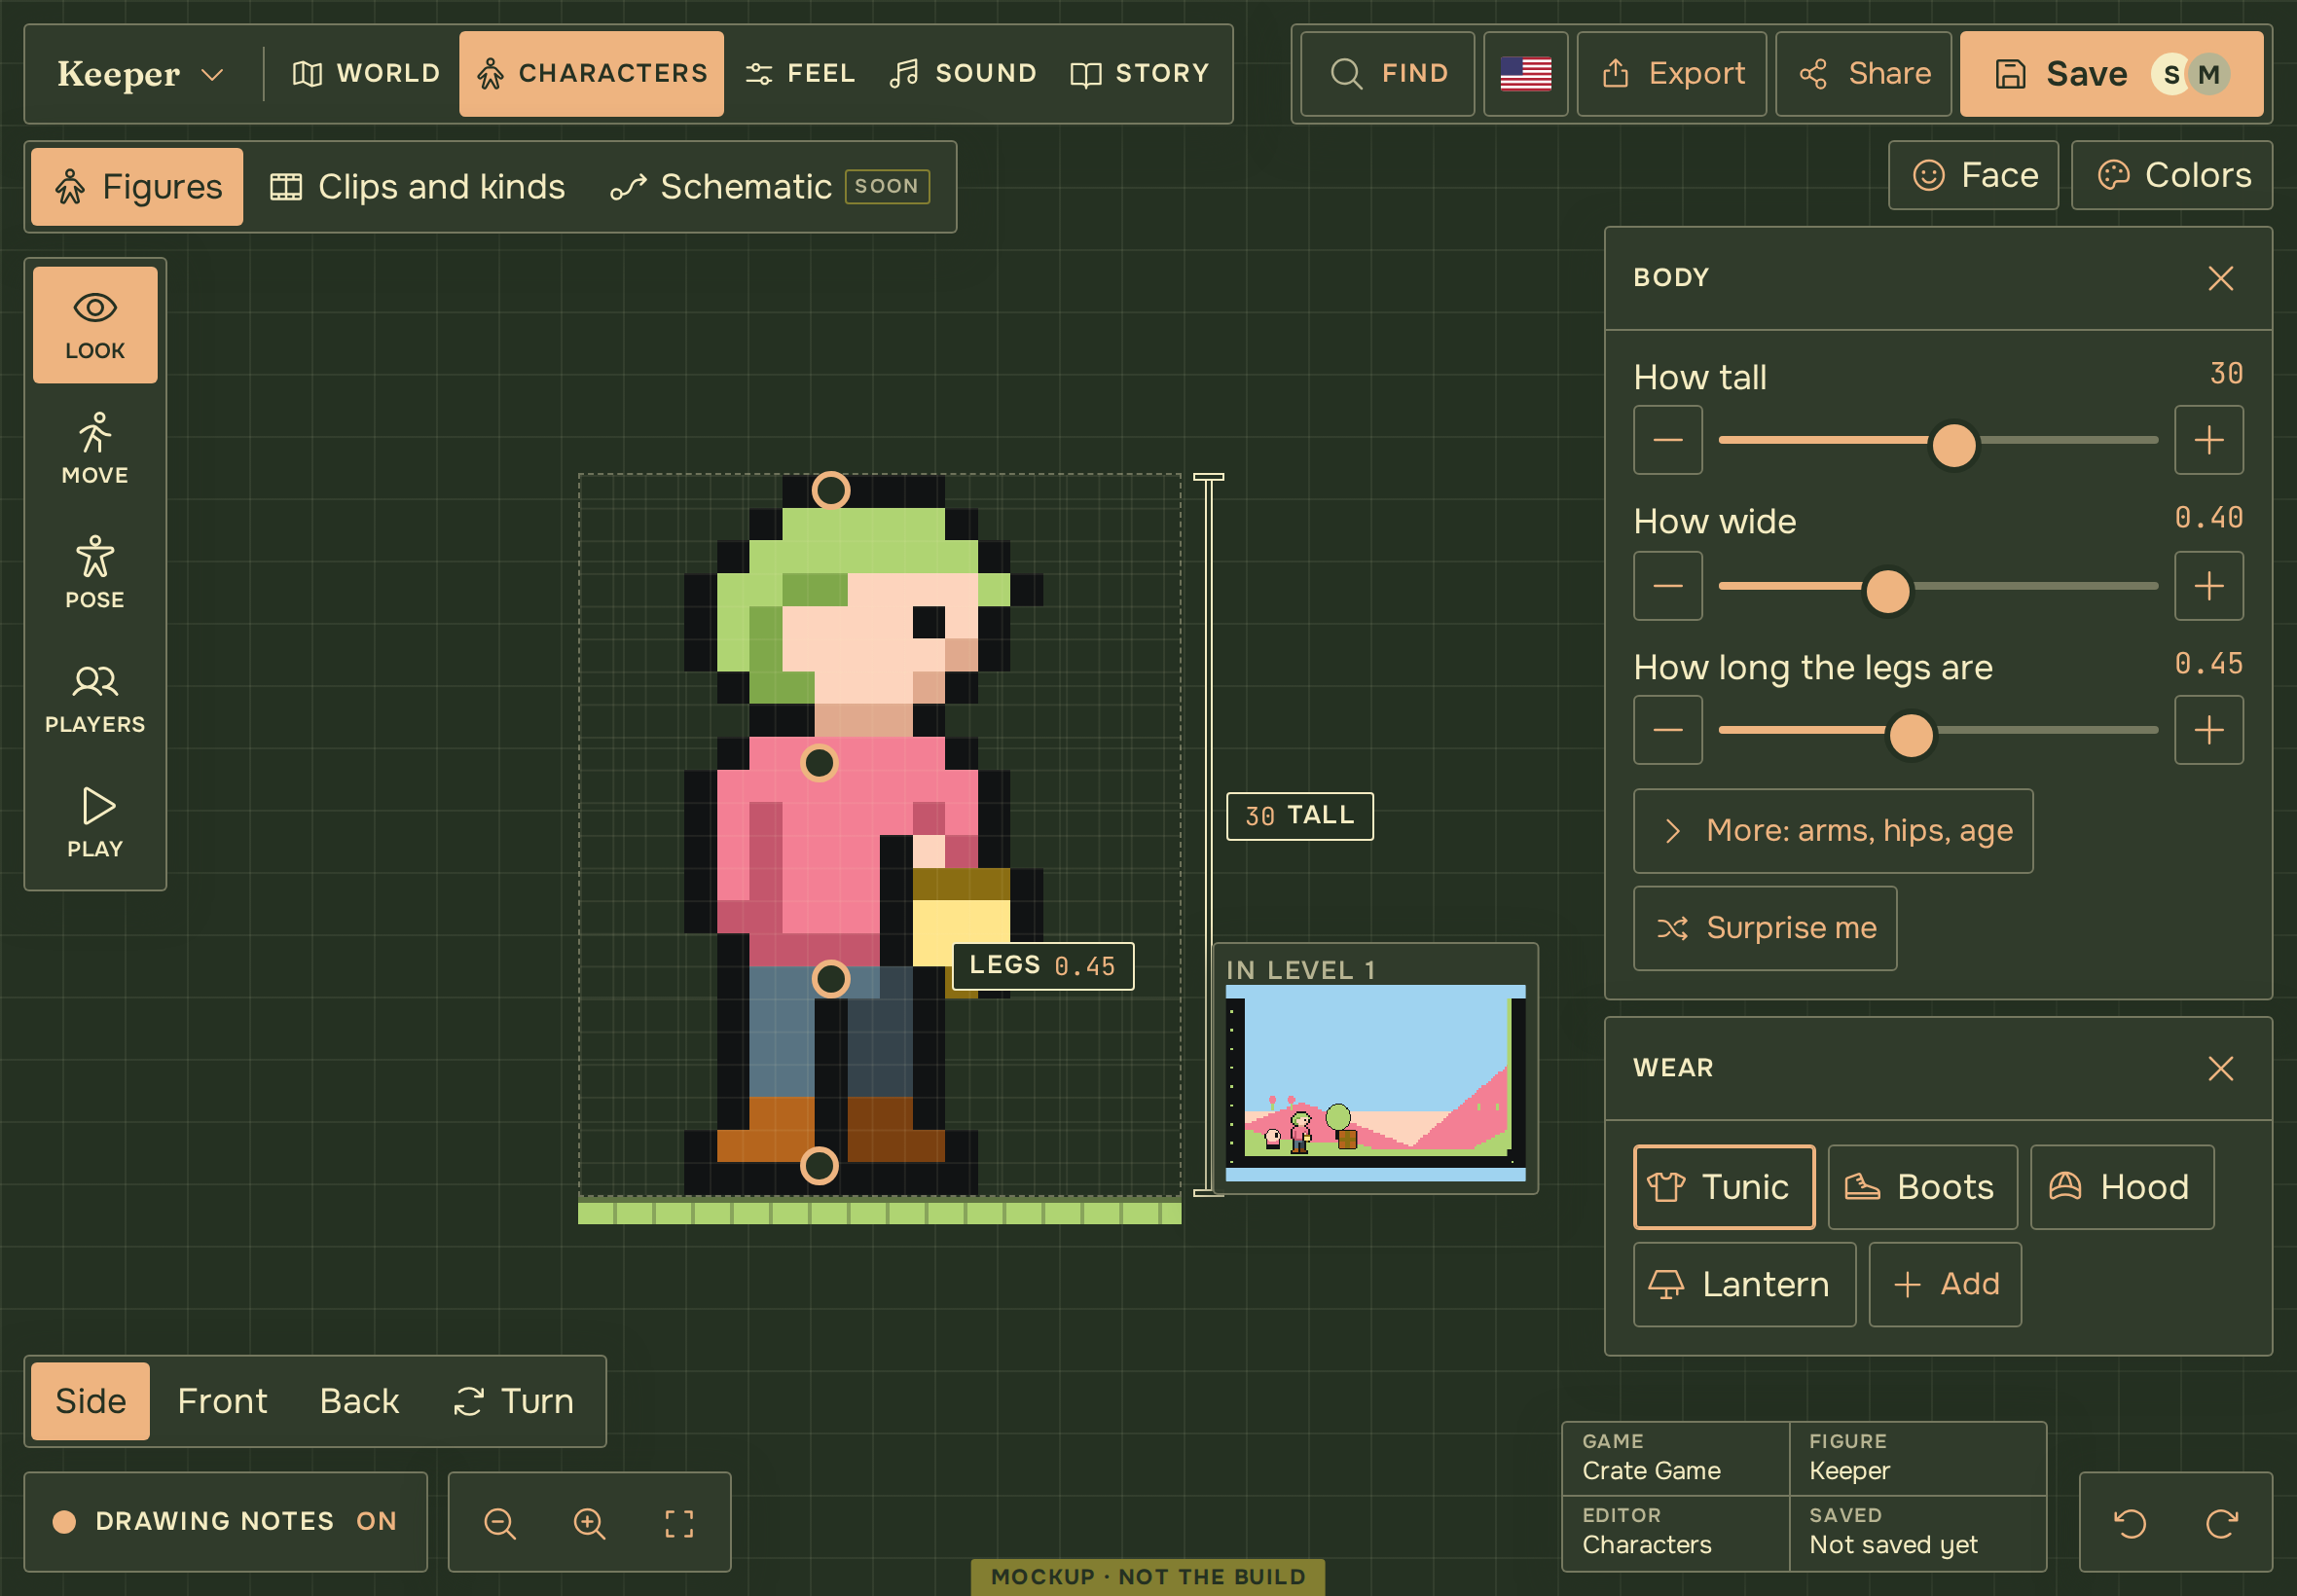 Keeper
WORLD
CHARACTERS
FEEL
SOUND
STORY
FIND
Export
Share
Save
S
M
Figures
Clips and kinds
Schematic
SOON
Face
Colors
LOOK
MOVE
POSE
PLAYERS
PLAY
BODY
How tall
30
How wide
0.40
How long the legs are
0.45
More: arms, hips, age
Surprise me
30 TALL
LEGS 0.45
IN LEVEL 1
WEAR
Tunic
Boots
Hood
Lantern
Add
Side
Front
Back
Turn
DRAWING NOTES ON
GAME
Crate Game
FIGURE
Keeper
EDITOR
Characters
SAVED
Not saved yet
MOCKUP · NOT THE BUILD